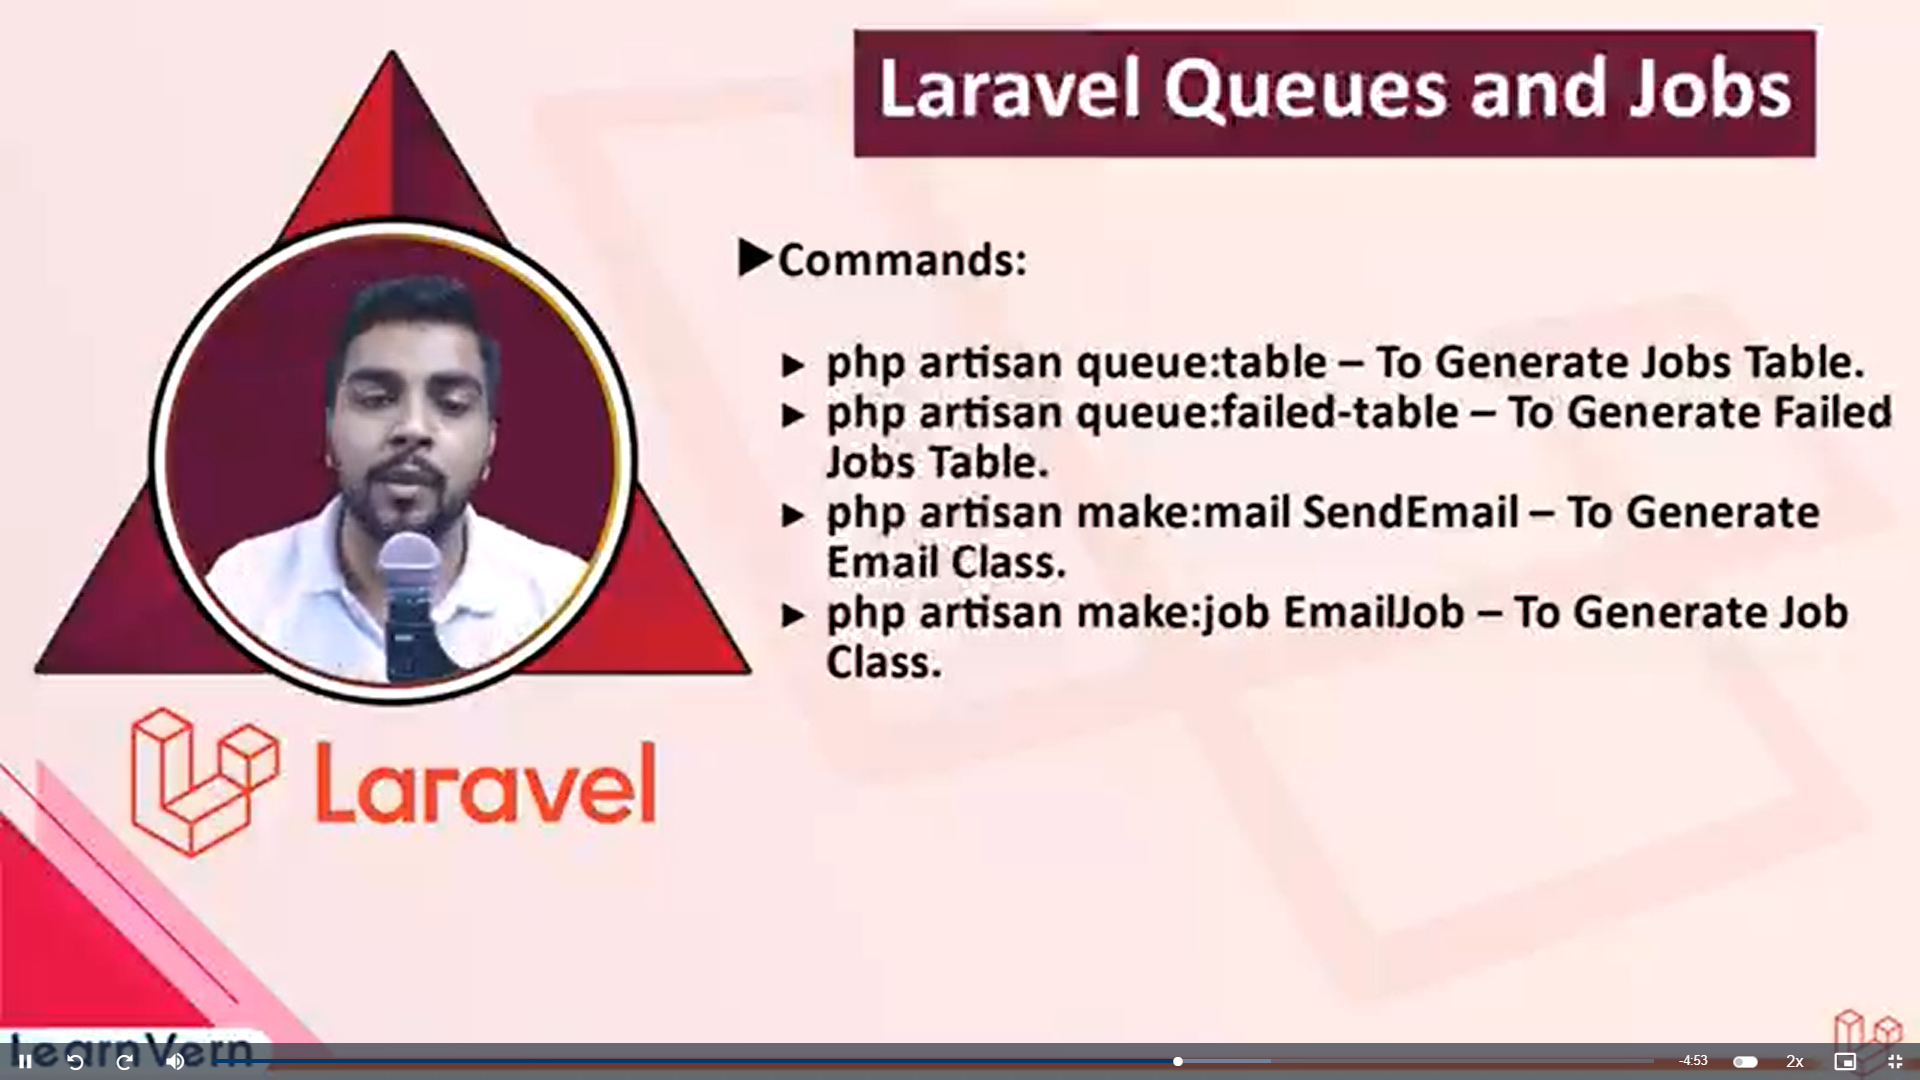 Laravel Queues and Jobs
▶Commands:
▶ php artisan queue:table – To Generate Jobs Table.
▶ php artisan queue:failed-table – To Generate Failed
Jobs Table.
▶ php artisan make:mail SendEmail – To Generate
Email Class.
▶ php artisan make:job EmailJob – To Generate Job
Class.
Laravel
LearnVern
-4:53
2x